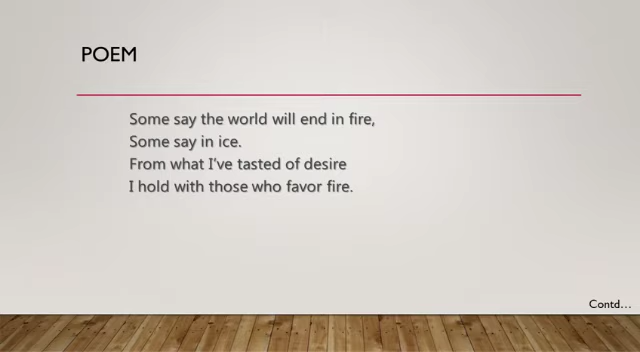 POEM
Some say the world will end in fire,
Some say in ice.
From what I've tasted of desire
I hold with those who favor fire.
Contd...